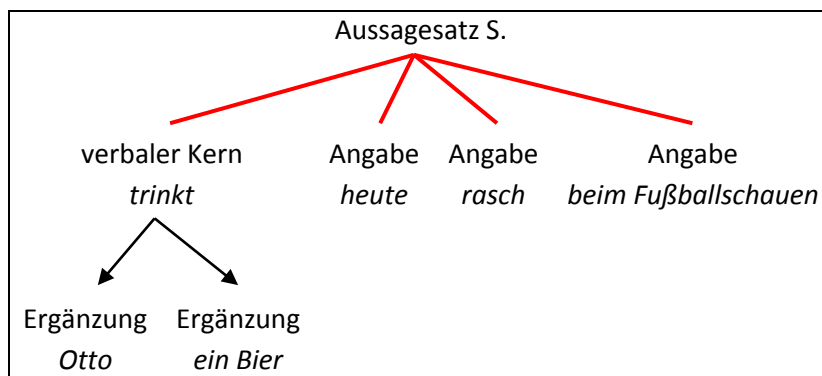 Aussagesatz S.
verbaler Kern Angabe Angabe Angabe
trinkt heute rasch beim Fußballschauen
Ergänzung Ergänzung
Otto ein Bier